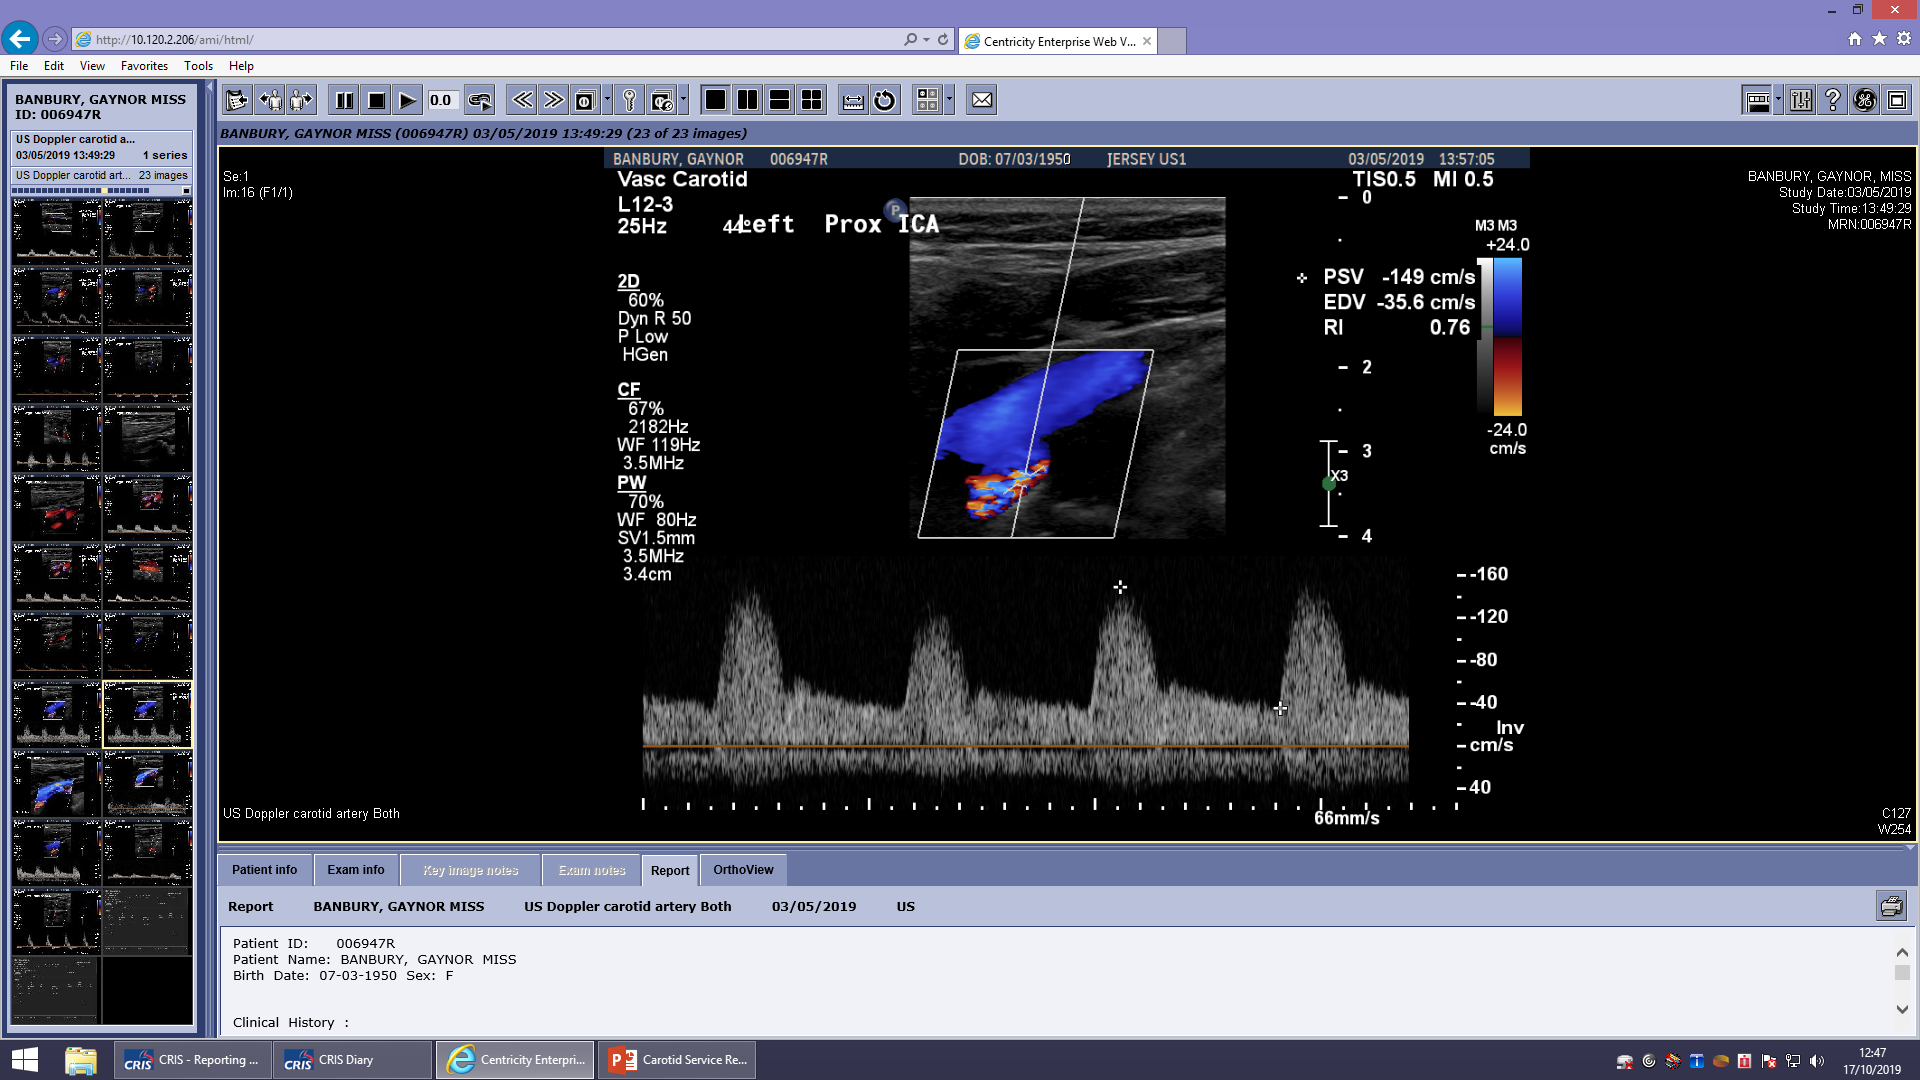 http://10.120.2.206/ami/html/
Centricity Enterprise Web V...
File Edit View Favorites Tools Help
BANBURY, GAYNOR MISS
ID: 006947R
US Doppler carotid a...
03/05/2019 13:49:29 1 series
US Doppler carotid art... 23 images
0.0
BANBURY, GAYNOR MISS (006947R) 03/05/2019 13:49:29 (23 of 23 images)
Se:1
Im:16 (F1/1)
BANBURY, GAYNOR, MISS
Study Date:03/05/2019
Study Time:13:49:29
MRN:006947R
BANBURY, GAYNOR 006947R DOB: 07/03/1950 JERSEY US1 03/05/2019 13:57:05
Vasc Carotid
TIS0.5 MI 0.5
L12-3
25Hz
44°
Left Prox ICA
P
2D
60%
Dyn R 50
P Low
HGen
CF
67%
2182Hz
WF 119Hz
3.5MHz
PW
70%
WF 80Hz
SV1.5mm
3.5MHz
3.4cm
0
2
3
X3
4
PSV -149 cm/s
EDV -35.6 cm/s
RI 0.76
M3 M3
+24.0
-24.0
cm/s
-160
-120
-80
-40
Inv
cm/s
40
66mm/s
US Doppler carotid artery Both
C127
W254
Patient info Exam info Key image notes Exam notes Report OrthoView
Report BANBURY, GAYNOR MISS US Doppler carotid artery Both 03/05/2019 US
Patient ID: 006947R
Patient Name: BANBURY, GAYNOR MISS
Birth Date: 07-03-1950 Sex: F
Clinical History :
CRIS - Reporting ...
CRIS Diary
Centricity Enterpri...
Carotid Service Re...
12:47
17/10/2019